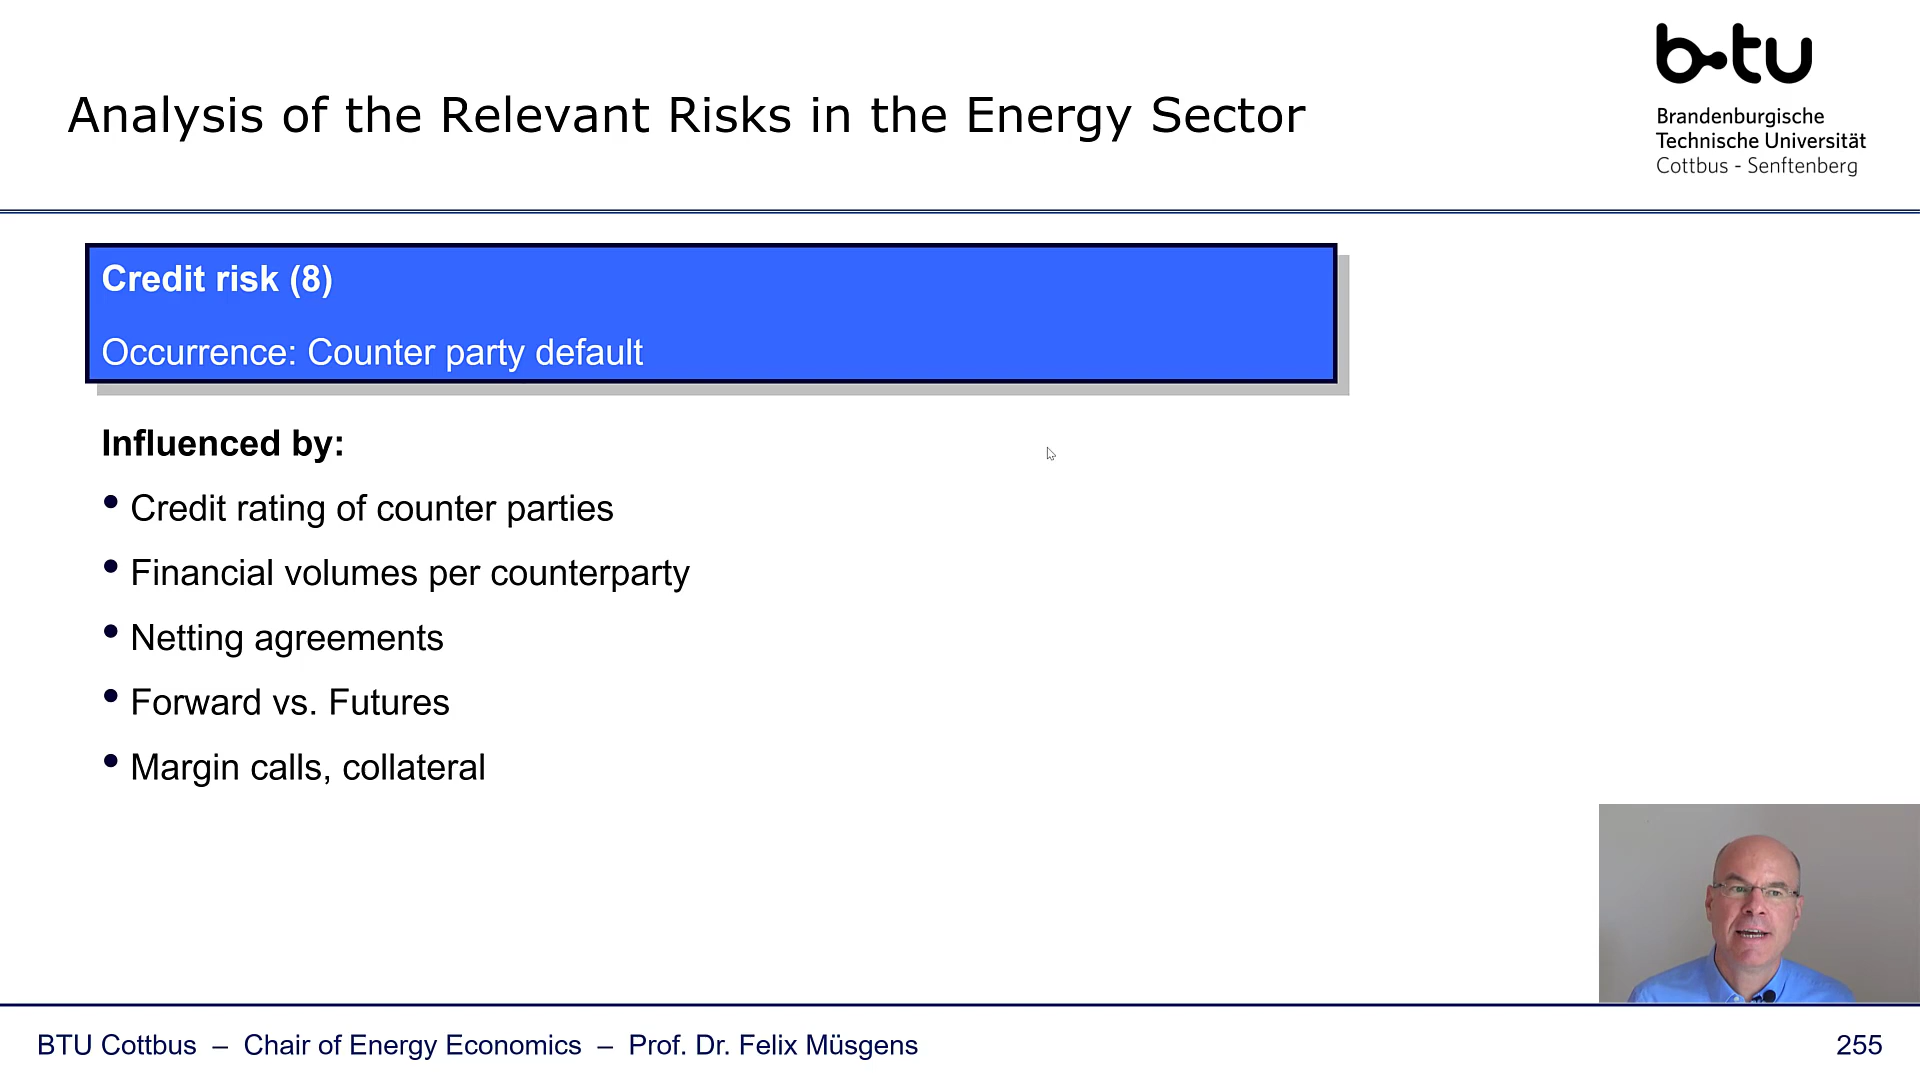 Analysis of the Relevant Risks in the Energy Sector
b-tu
Brandenburgische
Technische Universität
Cottbus - Senftenberg
Credit risk (8)
Occurrence: Counter party default
Influenced by:
• Credit rating of counter parties
• Financial volumes per counterparty
• Netting agreements
• Forward vs. Futures
• Margin calls, collateral
BTU Cottbus – Chair of Energy Economics – Prof. Dr. Felix Müsgens
255